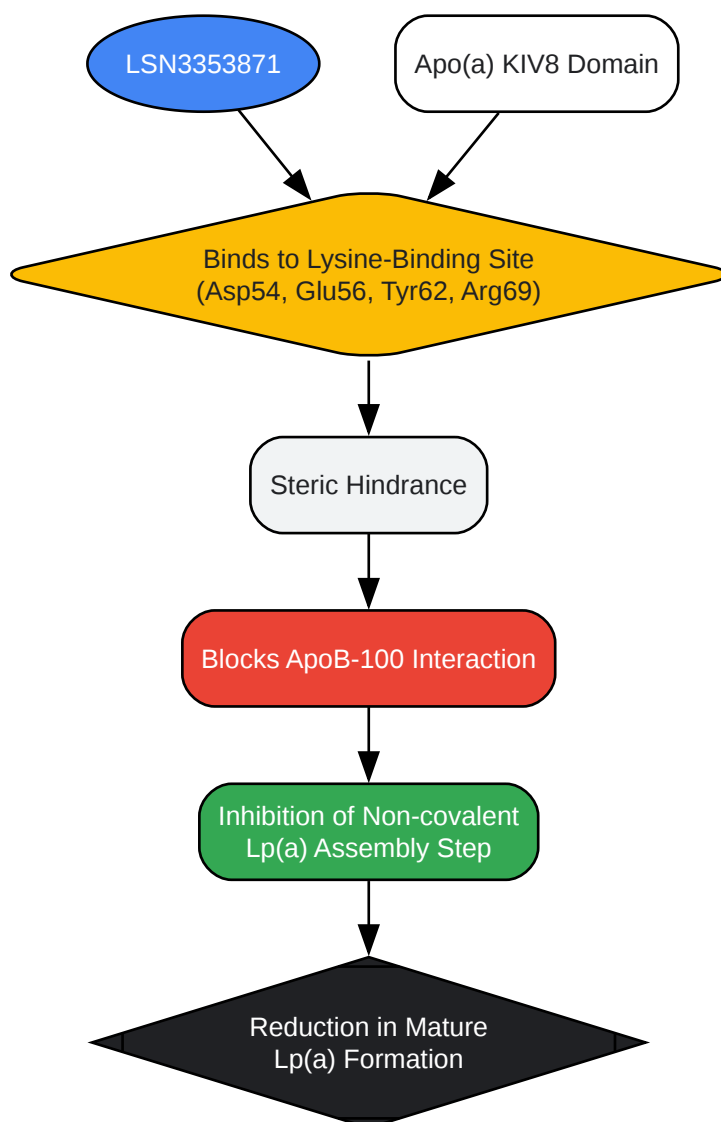 LSN3353871
Apo(a) KIV8 Domain
Binds to Lysine-Binding Site
(Asp54, Glu56, Tyr62, Arg69)
Steric Hindrance
Blocks ApoB-100 Interaction
Inhibition of Non-covalent
Lp(a) Assembly Step
Reduction in Mature
Lp(a) Formation